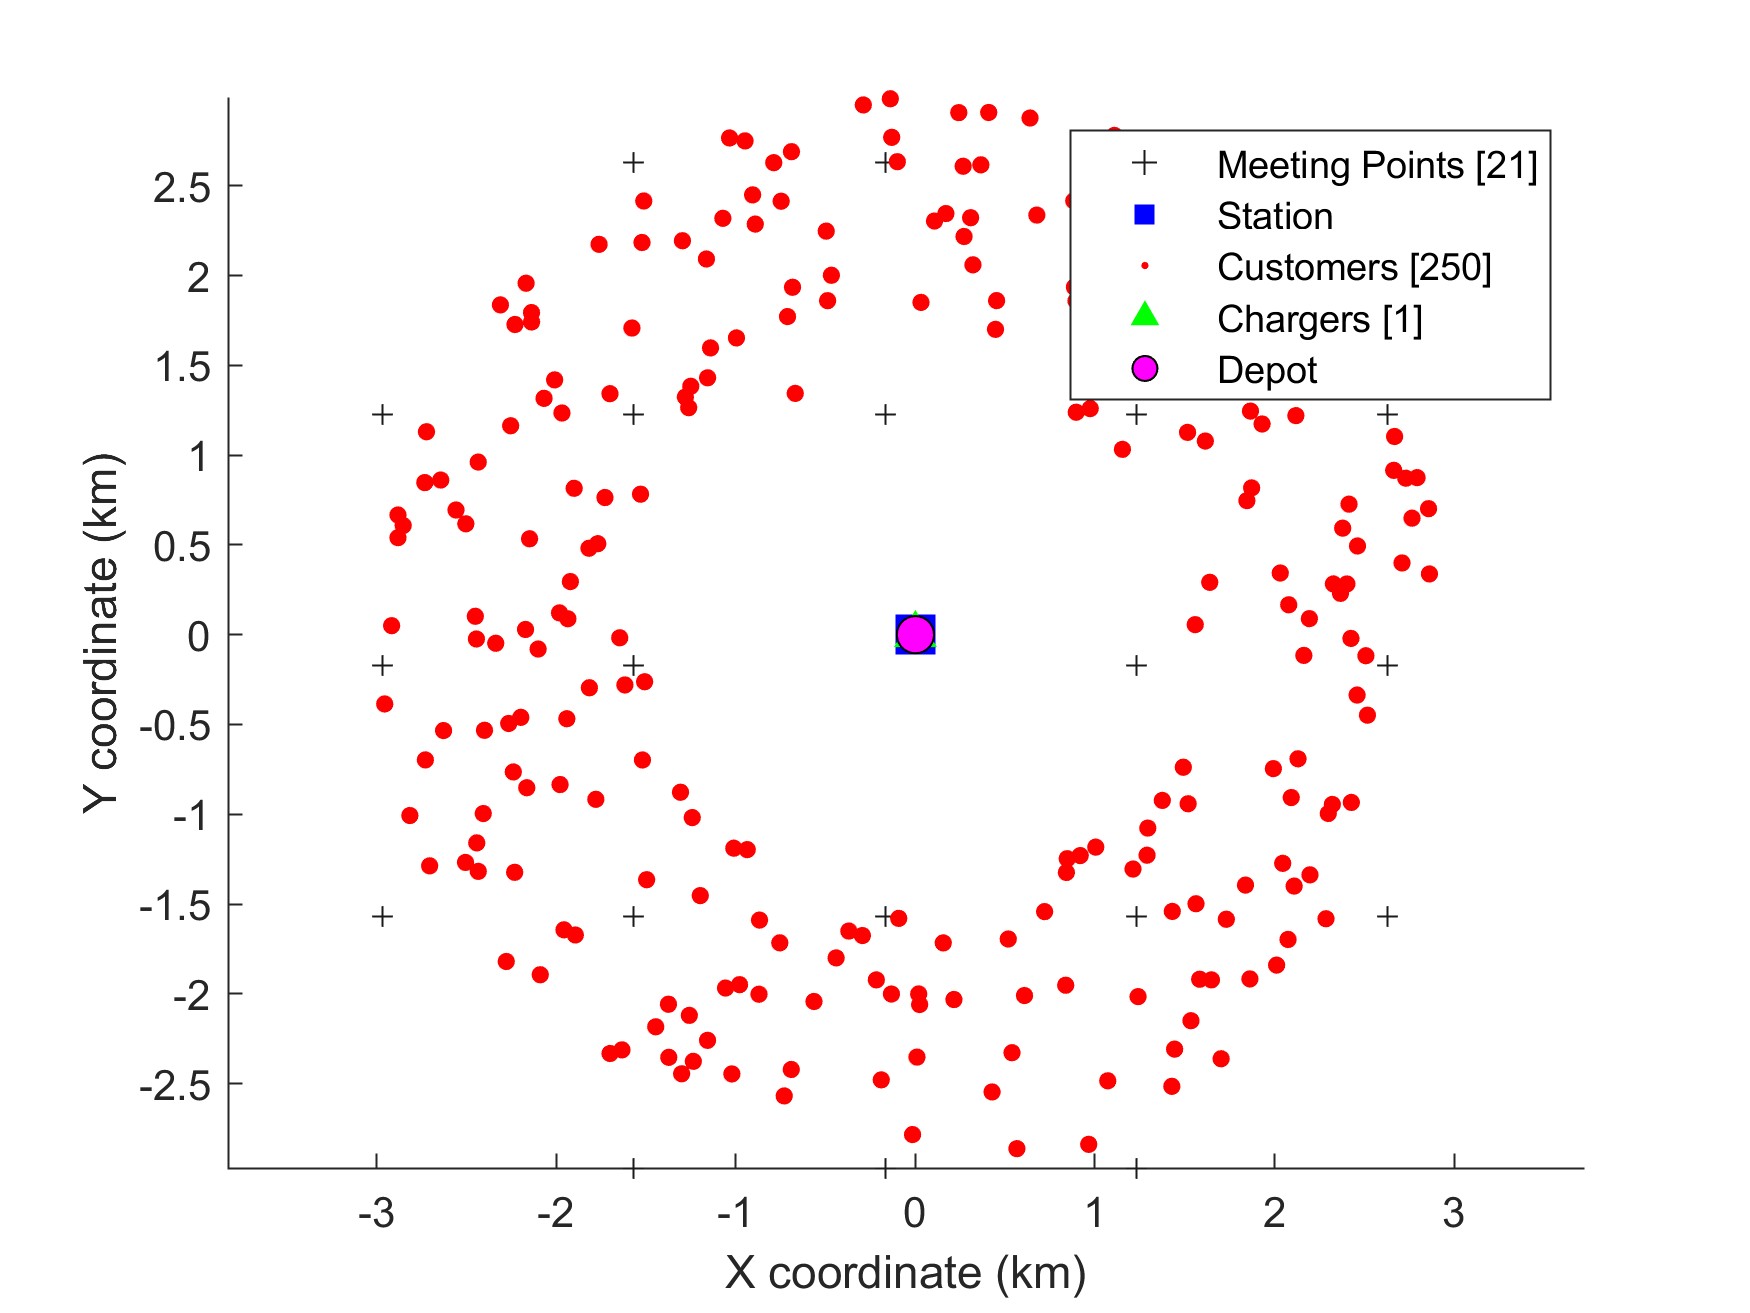 Meeting Points [21]
Station
Customers [250]
Chargers [1]
Depot
2.5
2
1.5
1
0.5
0
-0.5
-1
-1.5
-2
-2.5
Y coordinate (km)
-3 -2 -1 0 1 2 3
X coordinate (km)